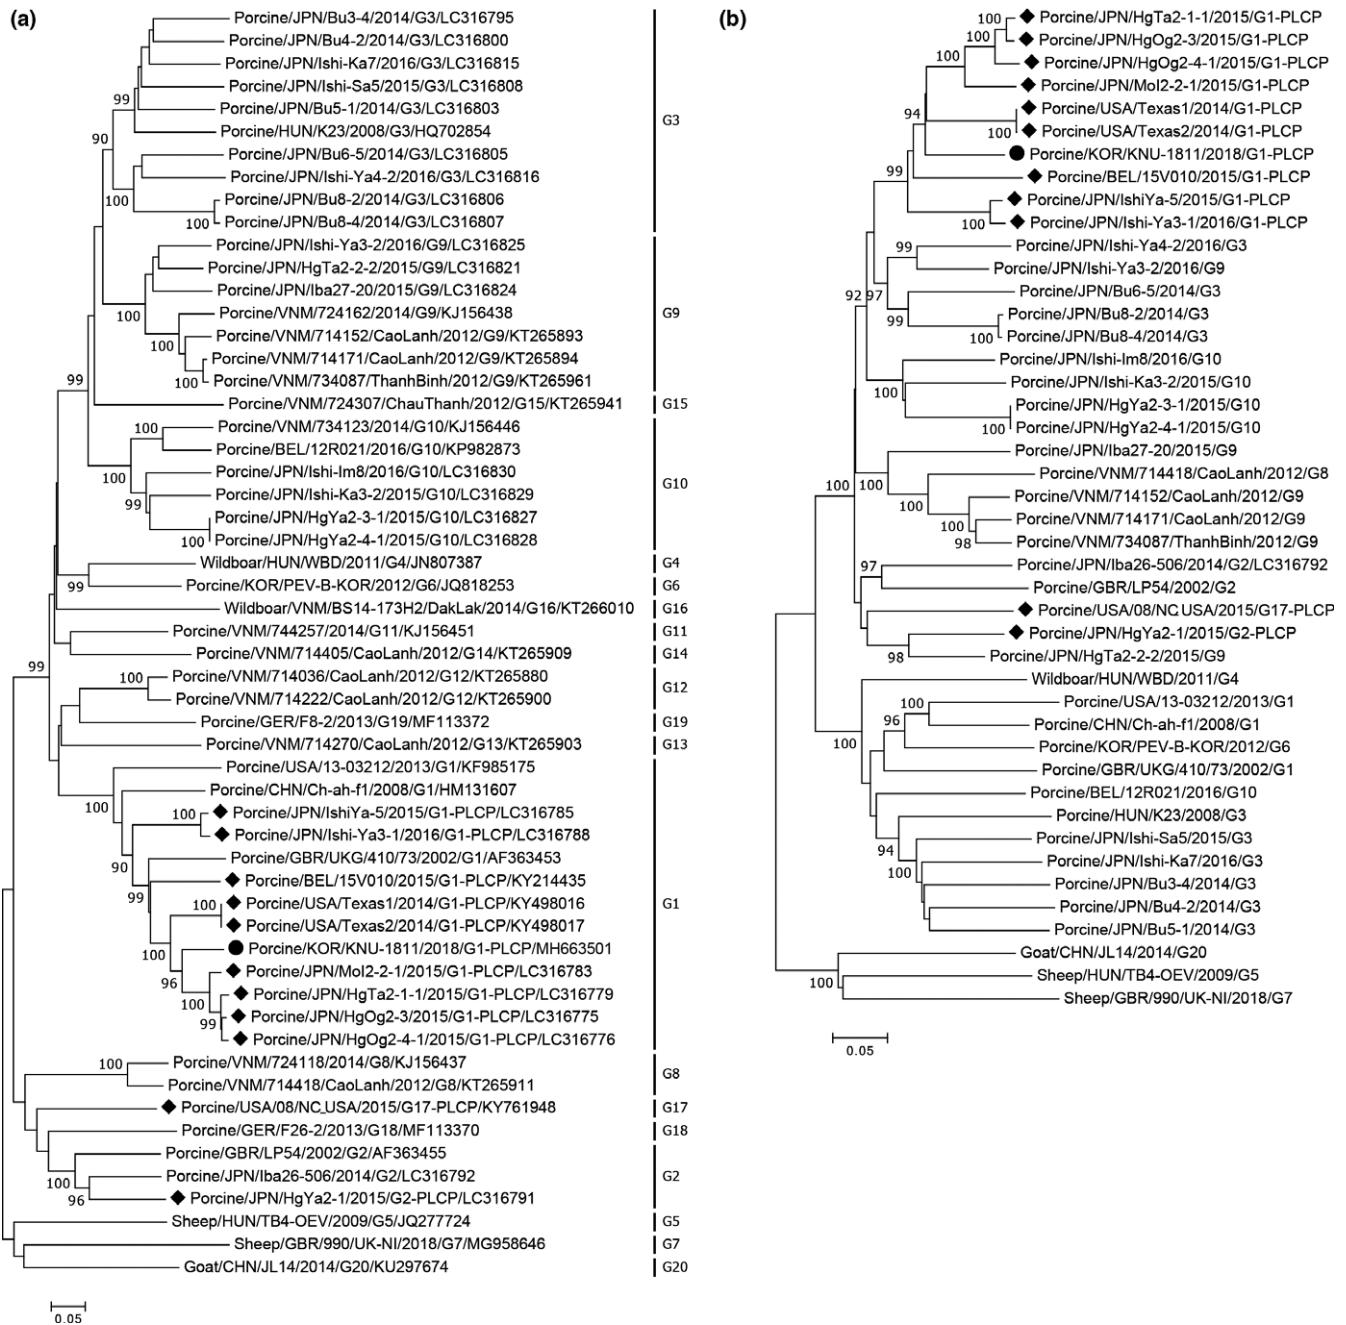 (a)
Porcine/JPN/Bu3-4/2014/G3/LC316795
Porcine/JPN/Bu4-2/2014/G3/LC316800
Porcine/JPN/Ishi-Ka7/2016/G3/LC316815
Porcine/JPN/Ishi-Sa5/2015/G3/LC316808
99
Porcine/JPN/Bu5-1/2014/G3/LC316803
G3
90
Porcine/HUN/K23/2008/G3/HQ702854
Porcine/JPN/Bu6-5/2014/G3/LC316805
Porcine/JPN/Ishi-Ya4-2/2016/G3/LC316816
100
Porcine/JPN/Bu8-2/2014/G3/LC316806
100
Porcine/JPN/Bu8-4/2014/G3/LC316807
Porcine/JPN/Ishi-Ya3-2/2016/G9/LC316825
Porcine/JPN/HgTa2-2-2/2015/G9/LC316821
Porcine/JPN/Iba27-20/2015/G9/LC316824
100
Porcine/VNM/724162/2014/G9/KJ156438
G9
Porcine/VNM/714152/CaoLanh/2012/G9/KT265893
100
Porcine/VNM/714171/CaoLanh/2012/G9/KT265894
99
100
Porcine/VNM/734087/ThanhBinh/2012/G9/KT265961
Porcine/VNM/724307/ChauThanh/2012/G15/KT265941
G15
100
Porcine/VNM/734123/2014/G10/KJ156446
Porcine/BEL/12R021/2016/G10/KP982873
100
Porcine/JPN/Ishi-Im8/2016/G10/LC316830
G10
Porcine/JPN/Ishi-Ka3-2/2015/G10/LC316829
99
Porcine/JPN/HgYa2-3-1/2015/G10/LC316827
100
Porcine/JPN/HgYa2-4-1/2015/G10/LC316828
Wildboar/HUN/WBD/2011/G4/JN807387
G4
99
Porcine/KOR/PEV-B-KOR/2012/G6/JQ818253
G6
Wildboar/VNM/BS14-173H2/DakLak/2014/G16/KT266010
G16
Porcine/VNM/744257/2014/G11/KJ156451
G11
Porcine/VNM/714405/CaoLanh/2012/G14/KT265909
G14
99
100
Porcine/VNM/714036/CaoLanh/2012/G12/KT265880
G12
Porcine/VNM/714222/CaoLanh/2012/G12/KT265900
Porcine/GER/F8-2/2013/G19/MF113372
G19
Porcine/VNM/714270/CaoLanh/2012/G13/KT265903
G13
Porcine/USA/13-03212/2013/G1/KF985175
100
Porcine/CHN/Ch-ah-f1/2008/G1/HM131607
100
Porcine/JPN/IshiYa-5/2015/G1-PLCP/LC316785
Porcine/JPN/Ishi-Ya3-1/2016/G1-PLCP/LC316788
90
Porcine/GBR/UKG/410/73/2002/G1/AF363453
Porcine/BEL/15V010/2015/G1-PLCP/KY214435
99
100
Porcine/USA/Texas1/2014/G1-PLCP/KY498016
G1
Porcine/USA/Texas2/2014/G1-PLCP/KY498017
100
Porcine/KOR/KNU-1811/2018/G1-PLCP/MH663501
Porcine/JPN/MoI2-2-1/2015/G1-PLCP/LC316783
96
Porcine/JPN/HgTa2-1-1/2015/G1-PLCP/LC316779
100
Porcine/JPN/HgOg2-3/2015/G1-PLCP/LC316775
99
Porcine/JPN/HgOg2-4-1/2015/G1-PLCP/LC316776
100
Porcine/VNM/724118/2014/G8/KJ156437
G8
Porcine/VNM/714418/CaoLanh/2012/G8/KT265911
Porcine/USA/08/NC_USA/2015/G17-PLCP/KY761948
G17
Porcine/GER/F26-2/2013/G18/MF113370
G18
Porcine/GBR/LP54/2002/G2/AF363455
100
Porcine/JPN/Iba26-506/2014/G2/LC316792
G2
96
Porcine/JPN/HgYa2-1/2015/G2-PLCP/LC316791
Sheep/HUN/TB4-OEV/2009/G5/JQ277724
G5
Sheep/GBR/990/UK-NI/2018/G7/MG958646
G7
Goat/CHN/JL14/2014/G20/KU297674
G20
0.05
(b)
100
Porcine/JPN/HgTa2-1-1/2015/G1-PLCP
100
Porcine/JPN/HgOg2-3/2015/G1-PLCP
100
Porcine/JPN/HgOg2-4-1/2015/G1-PLCP
Porcine/JPN/MoI2-2-1/2015/G1-PLCP
94
Porcine/USA/Texas1/2014/G1-PLCP
100
Porcine/USA/Texas2/2014/G1-PLCP
Porcine/KOR/KNU-1811/2018/G1-PLCP
99
Porcine/BEL/15V010/2015/G1-PLCP
Porcine/JPN/IshiYa-5/2015/G1-PLCP
100
Porcine/JPN/Ishi-Ya3-1/2016/G1-PLCP
99
Porcine/JPN/Ishi-Ya4-2/2016/G3
Porcine/JPN/Ishi-Ya3-2/2016/G9
92
97
Porcine/JPN/Bu6-5/2014/G3
99
Porcine/JPN/Bu8-2/2014/G3
100
Porcine/JPN/Bu8-4/2014/G3
Porcine/JPN/Ishi-Im8/2016/G10
100
Porcine/JPN/Ishi-Ka3-2/2015/G10
Porcine/JPN/HgYa2-3-1/2015/G10
100
Porcine/JPN/HgYa2-4-1/2015/G10
Porcine/JPN/Iba27-20/2015/G9
100
100
Porcine/VNM/714418/CaoLanh/2012/G8
100
Porcine/VNM/714152/CaoLanh/2012/G9
100
Porcine/VNM/714171/CaoLanh/2012/G9
98
Porcine/VNM/734087/ThanhBinh/2012/G9
97
Porcine/JPN/Iba26-506/2014/G2/LC316792
Porcine/GBR/LP54/2002/G2
Porcine/USA/08/NC_USA/2015/G17-PLCP
Porcine/JPN/HgYa2-1/2015/G2-PLCP
98
Porcine/JPN/HgTa2-2-2/2015/G9
Wildboar/HUN/WBD/2011/G4
100
Porcine/USA/13-03212/2013/G1
96
Porcine/CHN/Ch-ah-f1/2008/G1
100
Porcine/KOR/PEV-B-KOR/2012/G6
Porcine/GBR/UKG/410/73/2002/G1
Porcine/BEL/12R021/2016/G10
Porcine/HUN/K23/2008/G3
94
Porcine/JPN/Ishi-Sa5/2015/G3
100
Porcine/JPN/Ishi-Ka7/2016/G3
Porcine/JPN/Bu3-4/2014/G3
Porcine/JPN/Bu4-2/2014/G3
Porcine/JPN/Bu5-1/2014/G3
Goat/CHN/JL14/2014/G20
100
Sheep/HUN/TB4-OEV/2009/G5
Sheep/GBR/990/UK-NI/2018/G7
0.05